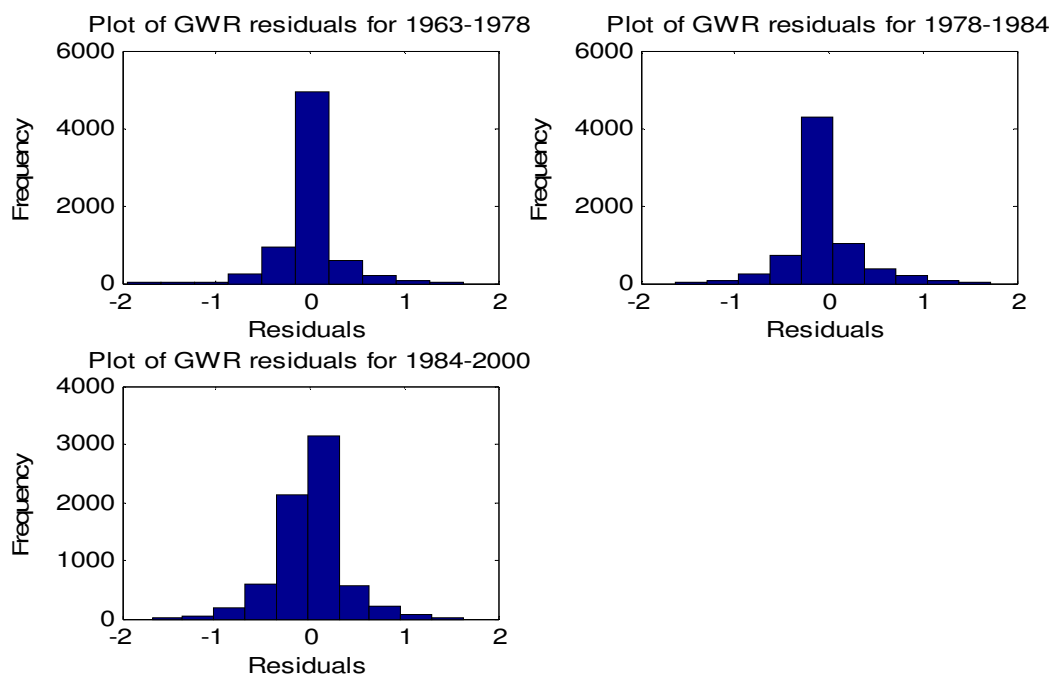 Plot of GWR residuals for 1963-1978
6000
4000
2000
0
Frequency
-2 -1 0 1 2
Residuals
Plot of GWR residuals for 1978-1984
6000
4000
2000
0
Frequency
-2 -1 0 1 2
Residuals
Plot of GWR residuals for 1984-2000
4000
3000
2000
1000
0
Frequency
-2 -1 0 1 2
Residuals